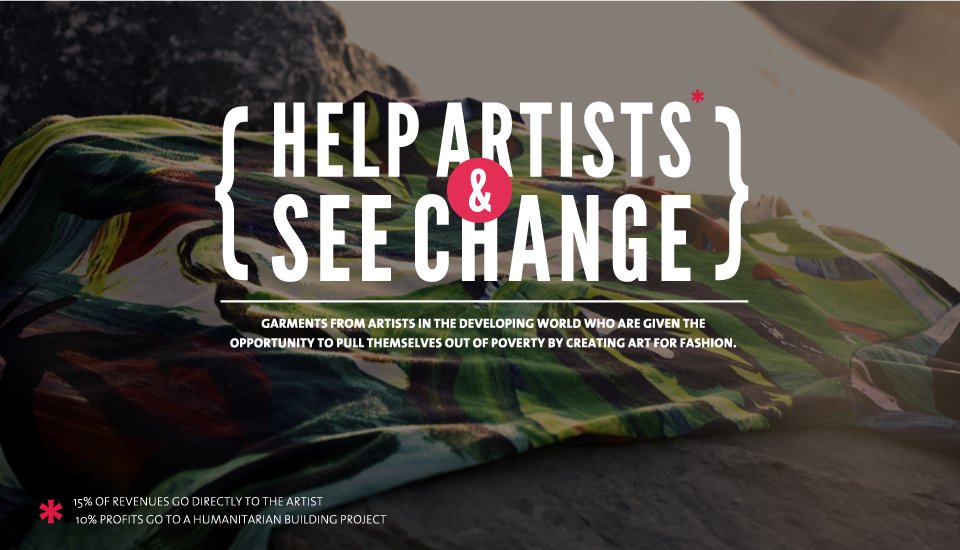 { HELP ARTISTS* }
&
SEE CHANGE
GARMENTS FROM ARTISTS IN THE DEVELOPING WORLD WHO ARE GIVEN THE
OPPORTUNITY TO PULL THEMSELVES OUT OF POVERTY BY CREATING ART FOR FASHION.
* 15% OF REVENUES GO DIRECTLY TO THE ARTIST
10% PROFITS GO TO A HUMANITARIAN BUILDING PROJECT